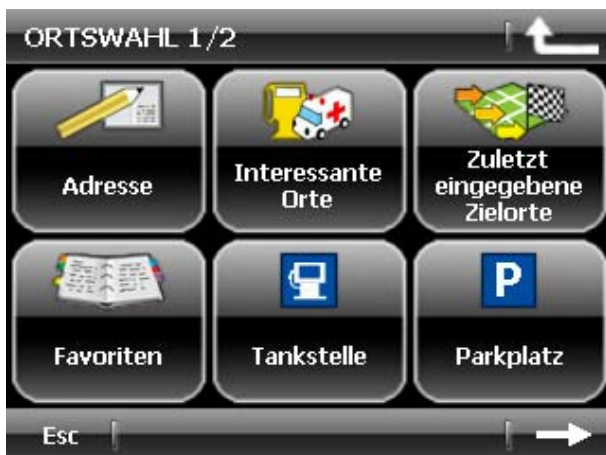 ORTSWAHL 1/2
Adresse
Interessante
Orte
Zuletzt
eingegebene
Zielorte
Favoriten
Tankstelle
P
Parkplatz
Esc